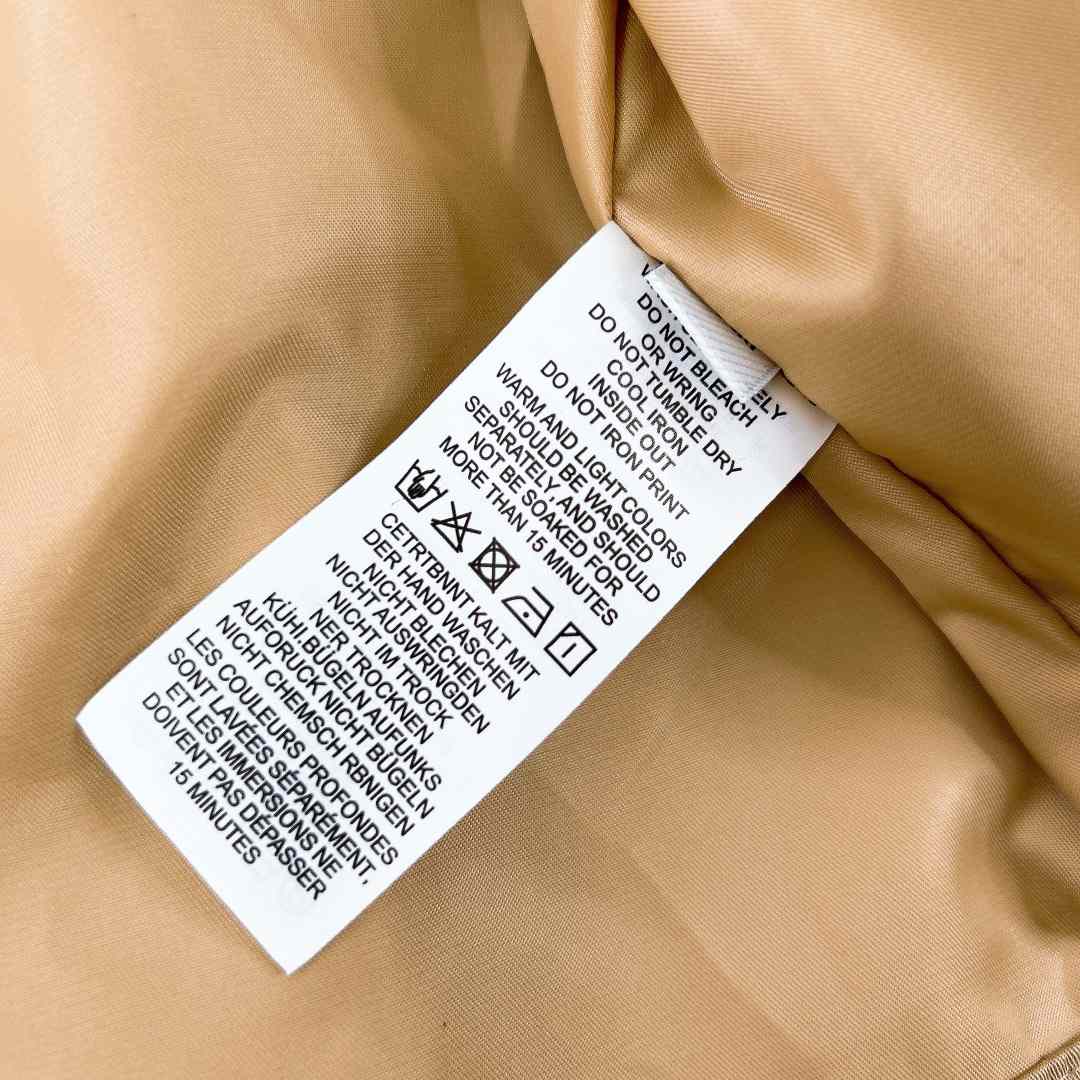 ELY
DO NOT BLEACH
OR WRING
DO NOT TUMBLE DRY
COOL IRON
INSIDE OUT
DO NOT IRON PRINT
WARM AND LIGHT COLORS
SHOULD BE WASHED
SEPARATELY, AND SHOULD
NOT BE SOAKED FOR
MORE THAN 15 MINUTES
CETRTBNNT KALT MIT
DER HAND WASCHEN
NICHT BLECHEN
NICHT AUSWRINGDEN
NICHT IM TROCK
NER TROCKNEN
KÜHI.BÜGELN AUFUNKS
AUFORUCK NICHT BÜGELN
NICHT CHEMSCH RBNIGEN
LES COULEURS PROFONDES
SONT LAVÉES SÉPARÉMENT,
ET LES IMMERSIONS NE
DOIVENT PAS DÉPASSER
15 MINUTES